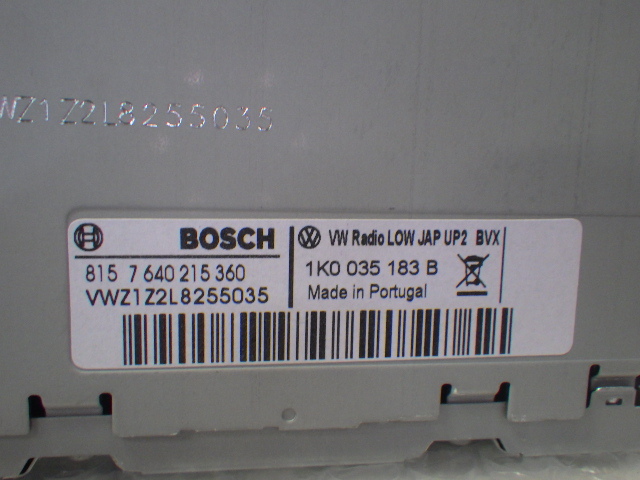 VWZ1Z2L8255035
BOSCH
VW Radio LOW JAP UP2 BVX
815 7 640 215 360
1K0 035 183 B
VWZ1Z2L8255035
Made in Portugal